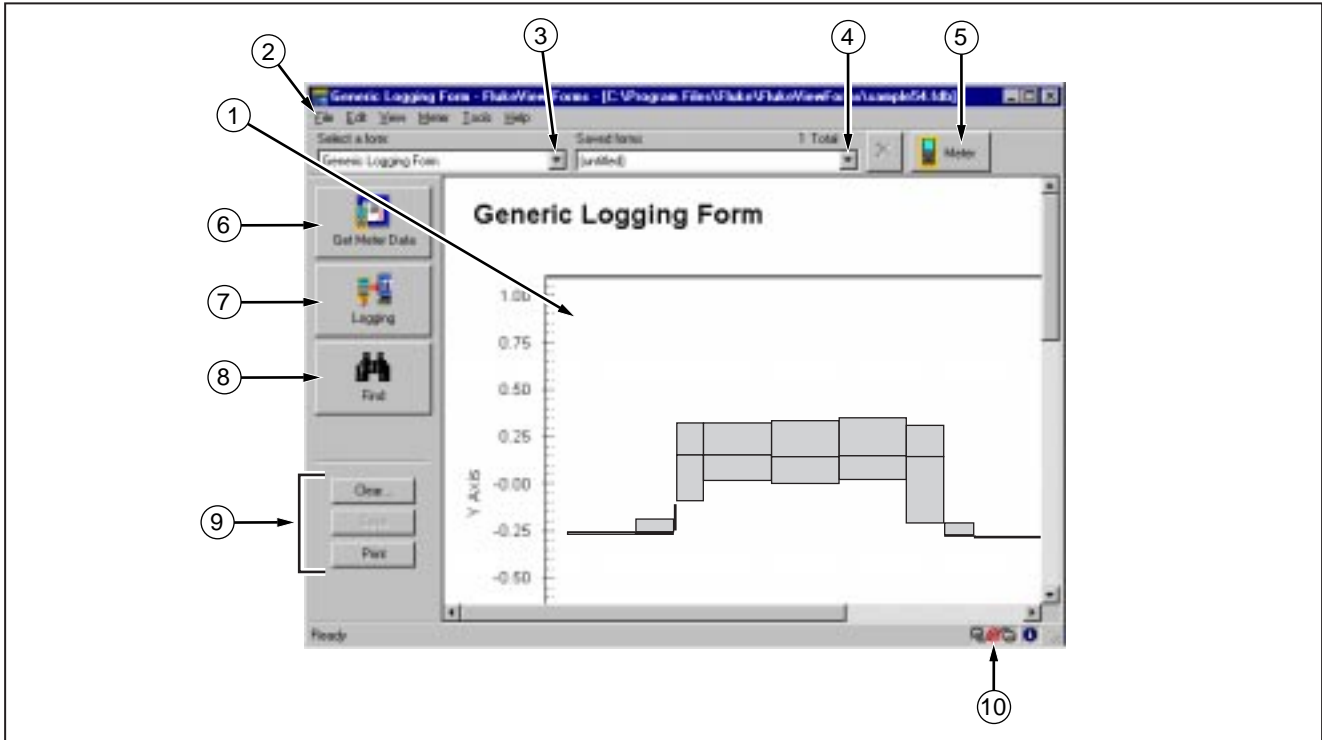 3
4
5
2
Generic Logging Form - FlukeView Forms - [C:\Program Files\Fluke\FlukeViewForms\sample54.fdb]
1
File Edit View Meter Tools Help
Select a form
Saved forms
1 Total
Generic Logging Form
(untitled)
Meter
Generic Logging Form
6
Get Meter Data
7
Logging
1.00
0.75
8
Find
0.50
0.25
Y Axis
-0.00
Clear...
9
Save
-0.25
Print
-0.50
Ready
10